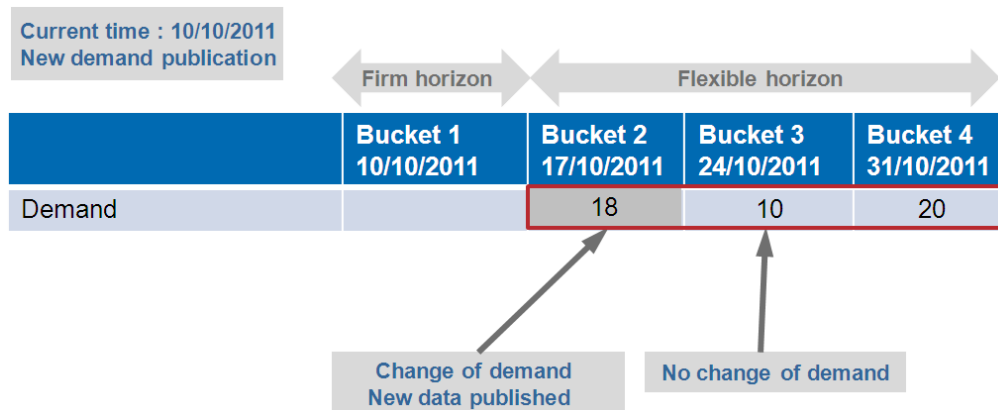 Current time : 10/10/2011
New demand publication
Firm horizon
Flexible horizon
Bucket 1 Bucket 2 Bucket 3 Bucket 4
10/10/2011 17/10/2011 24/10/2011 31/10/2011
Demand 18 10 20
Change of demand
New data published
No change of demand